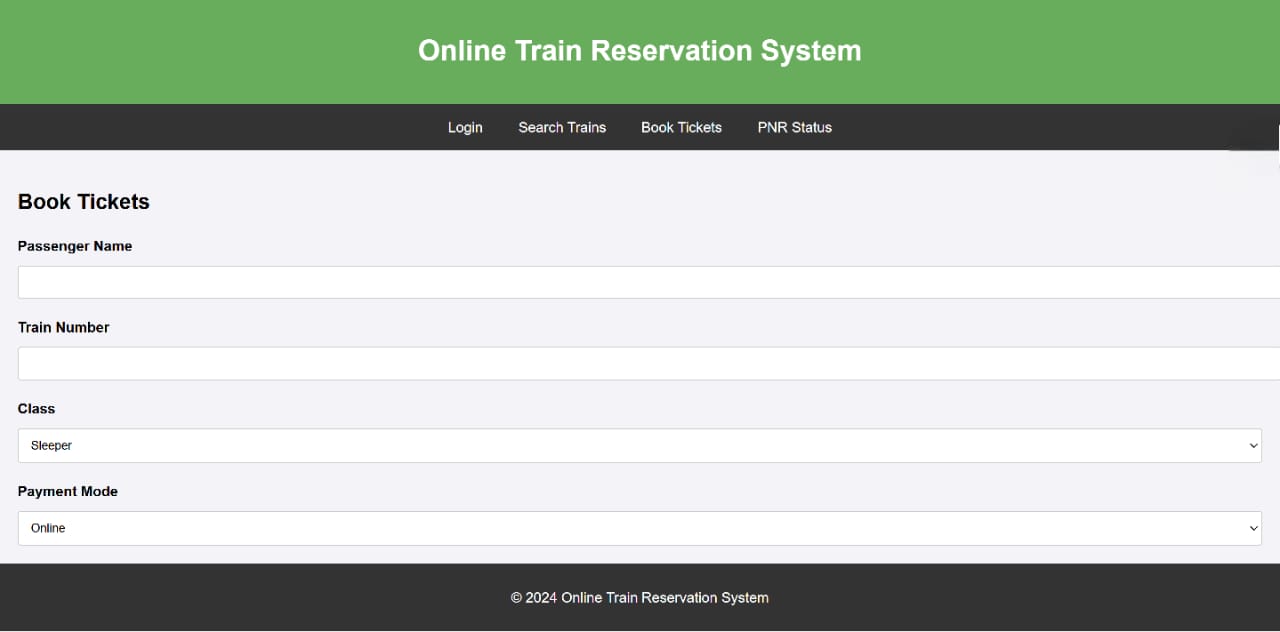 Online Train Reservation System
Login Search Trains Book Tickets PNR Status
Book Tickets
Passenger Name
Train Number
Class
Sleeper
Payment Mode
Online
© 2024 Online Train Reservation System